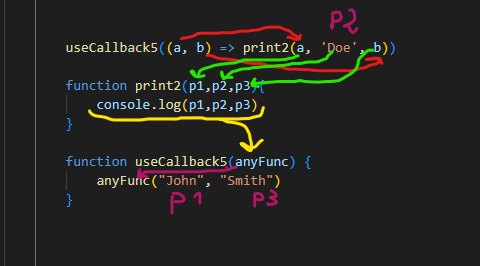 p2
useCallback5((a, b) => print2(a, 'Doe', b))
function print2(p1,p2,p3){
console.log(p1,p2,p3)
}
function useCallback5(anyFunc) {
anyFunc("John", "Smith")
}
p1 p3